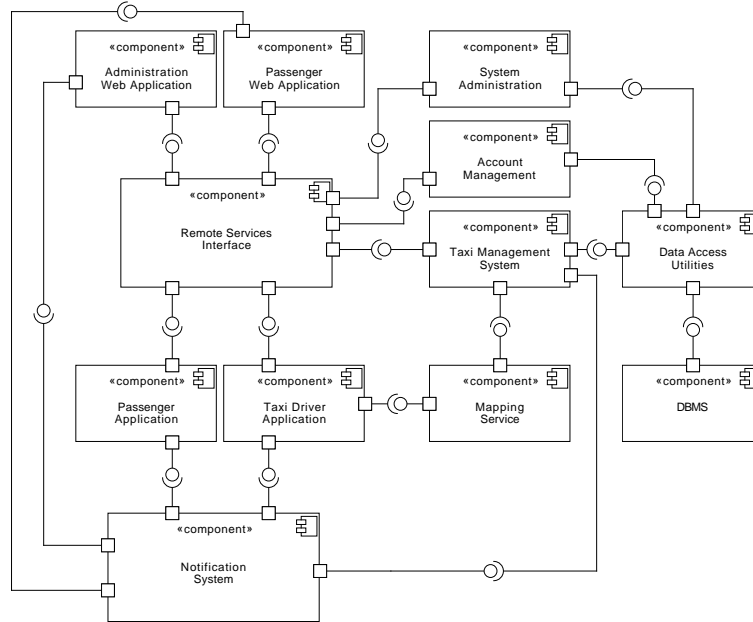 «component»
Administration
Web Application
«component»
Passenger
Web Application
«component»
System
Administration
«component»
Account
Management
«component»
Remote Services
Interface
«component»
Taxi Management
System
«component»
Data Access
Utilities
«component»
Passenger
Application
«component»
Taxi Driver
Application
«component»
Mapping
Service
«component»
DBMS
«component»
Notification
System